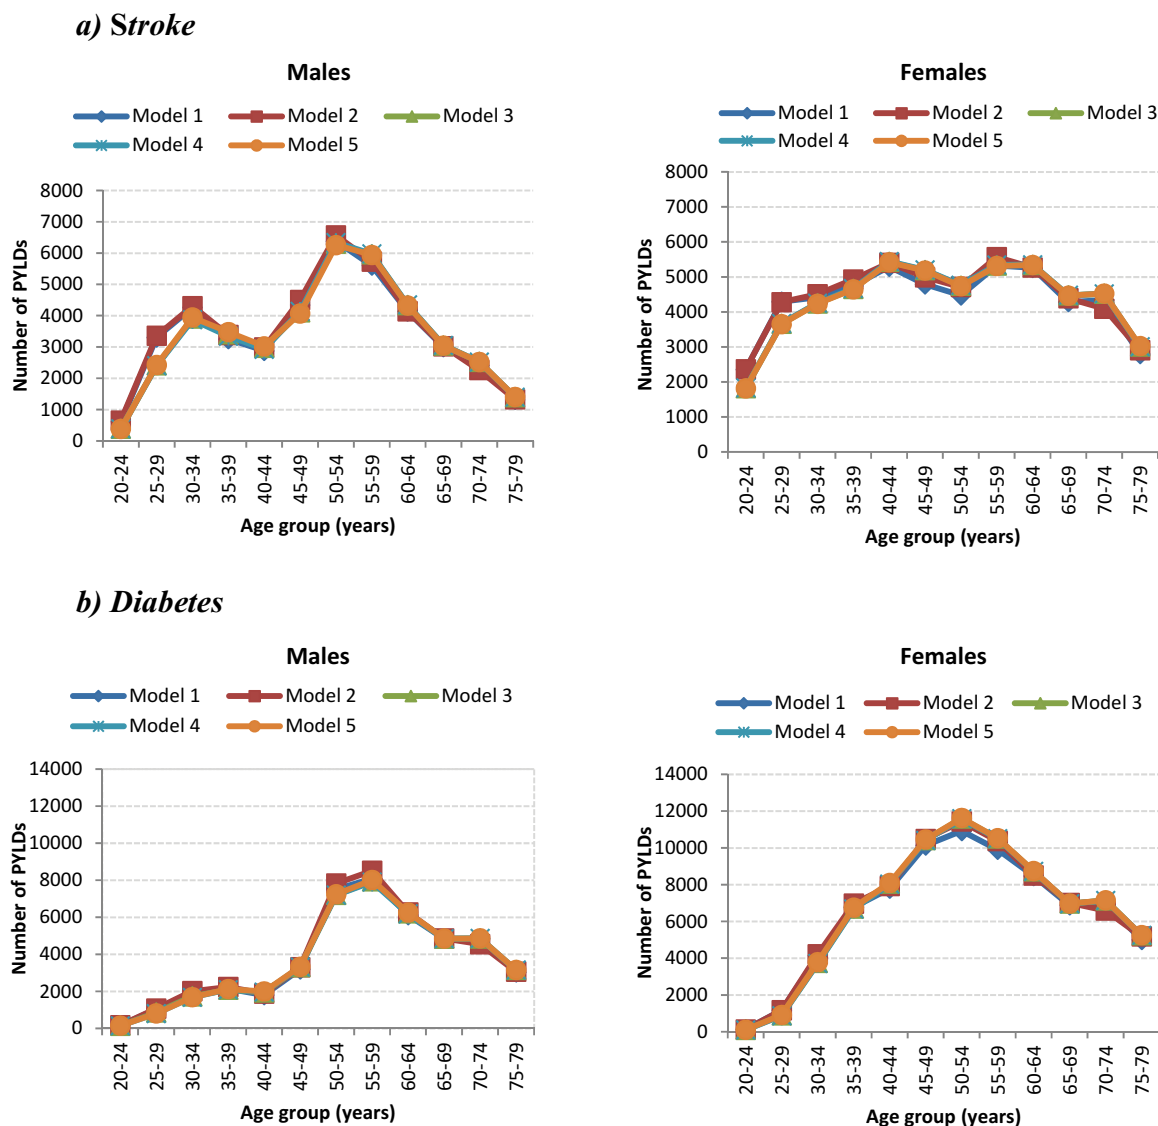 a) Stroke
Males
Model 1 Model 2 Model 3
Model 4 Model 5
Number of PYLDs
8000
7000
6000
5000
4000
3000
2000
1000
0
20-24 25-29 30-34 35-39 40-44 45-49 50-54 55-59 60-64 65-69 70-74 75-79
Age group (years)
Females
Model 1 Model 2 Model 3
Model 4 Model 5
Number of PYLDs
8000
7000
6000
5000
4000
3000
2000
1000
0
20-24 25-29 30-34 35-39 40-44 45-49 50-54 55-59 60-64 65-69 70-74 75-79
Age group (years)
b) Diabetes
Males
Model 1 Model 2 Model 3
Model 4 Model 5
Number of PYLDs
14000
12000
10000
8000
6000
4000
2000
0
20-24 25-29 30-34 35-39 40-44 45-49 50-54 55-59 60-64 65-69 70-74 75-79
Age group (years)
Females
Model 1 Model 2 Model 3
Model 4 Model 5
Number of PYLDs
14000
12000
10000
8000
6000
4000
2000
0
20-24 25-29 30-34 35-39 40-44 45-49 50-54 55-59 60-64 65-69 70-74 75-79
Age group (years)